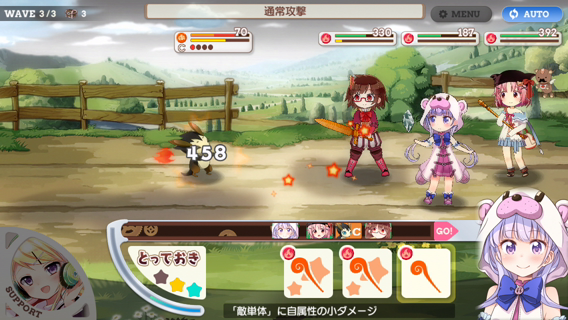 WAVE 3/3 3
通常攻撃
MENU
AUTO
70
C
330
187
392
458
C
GO!
とっておき
SUPPORT
「敵単体」に自属性の小ダメージ